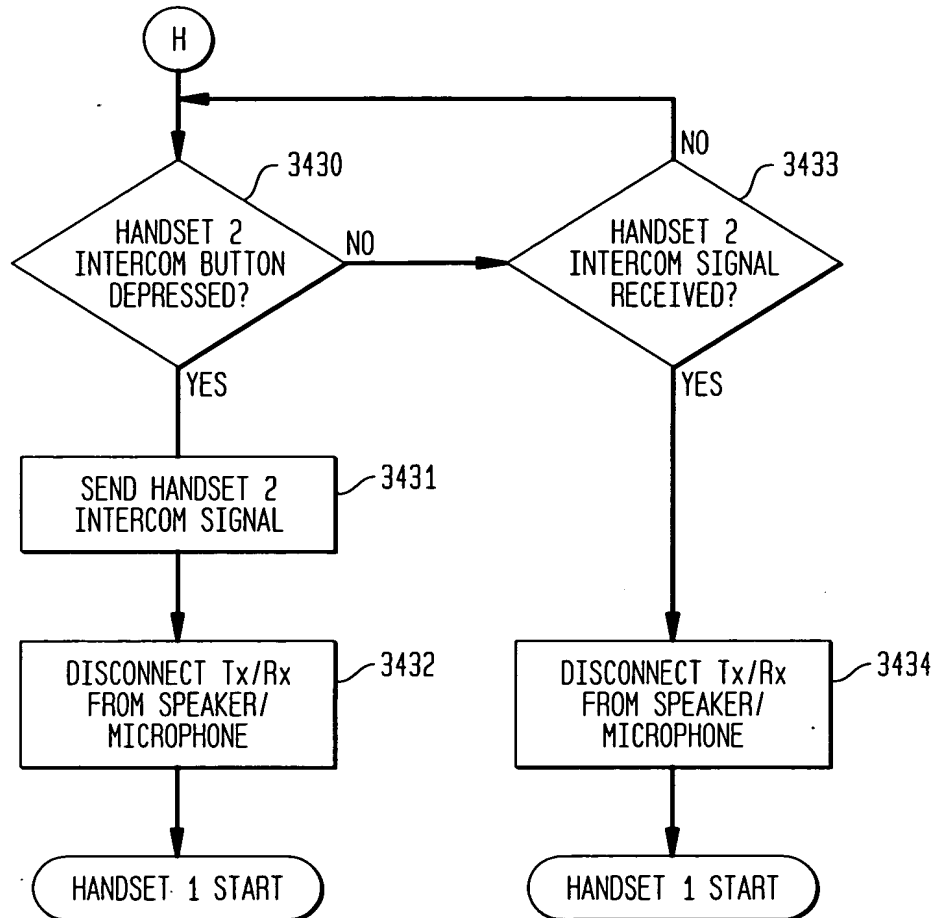 H
NO
3430
3433
HANDSET 2
INTERCOM BUTTON
DEPRESSED?
NO
HANDSET 2
INTERCOM SIGNAL
RECEIVED?
YES
YES
SEND HANDSET 2
INTERCOM SIGNAL
3431
DISCONNECT Tx/Rx
FROM SPEAKER/
MICROPHONE
3432
DISCONNECT Tx/Rx
FROM SPEAKER/
MICROPHONE
3434
HANDSET 1 START
HANDSET 1 START